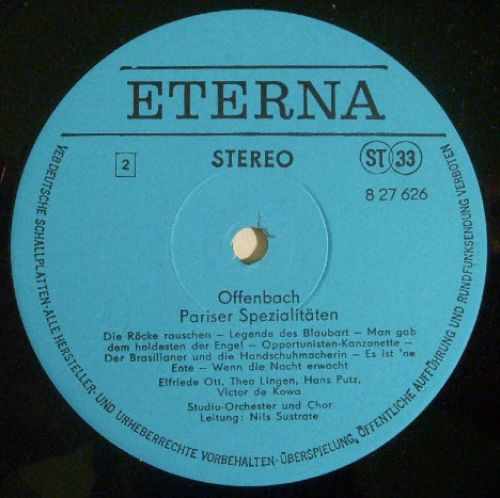 ETERNA
2
STEREO
ST 33
8 27 626
Offenbach
Pariser Spezialitäten
Die Röcke rauschen – Legende des Blaubart – Man gab
dem holdesten der Engel – Opportunisten-Kanzonette –
Der Brasilianer und die Handschuhmacherin – Es ist 'ne
Este – Wenn die Nacht erwacht
Elfriede Ott, Theo Lingen, Hans Putz,
Victor de Kowa
Studio-Orchester und Chor
Leitung: Nils Sustrate
VEB DEUTSCHE SCHALLPLATTEN-ALLE HERSTELLER- UND URHEBERRECHTE VORBEHALTEN-ÜBERSPIELUNG, ÖFFENTLICHE AUFFÜHRUNG UND RUNDFUNKSENDUNG VERBOTEN